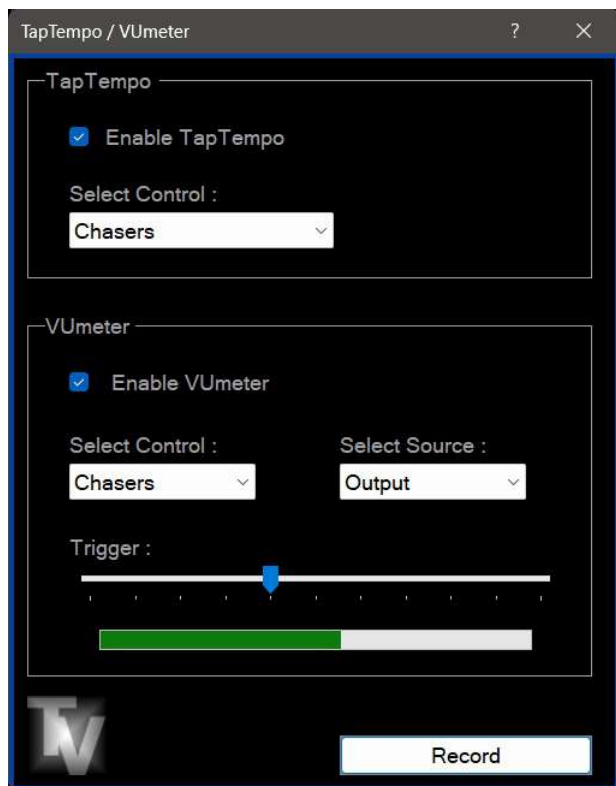 TapTempo / VUmeter ?
TapTempo
Enable TapTempo
Select Control :
Chasers
VUmeter
Enable VUmeter
Select Control : Select Source :
Chasers Output
Trigger :
TV
Record